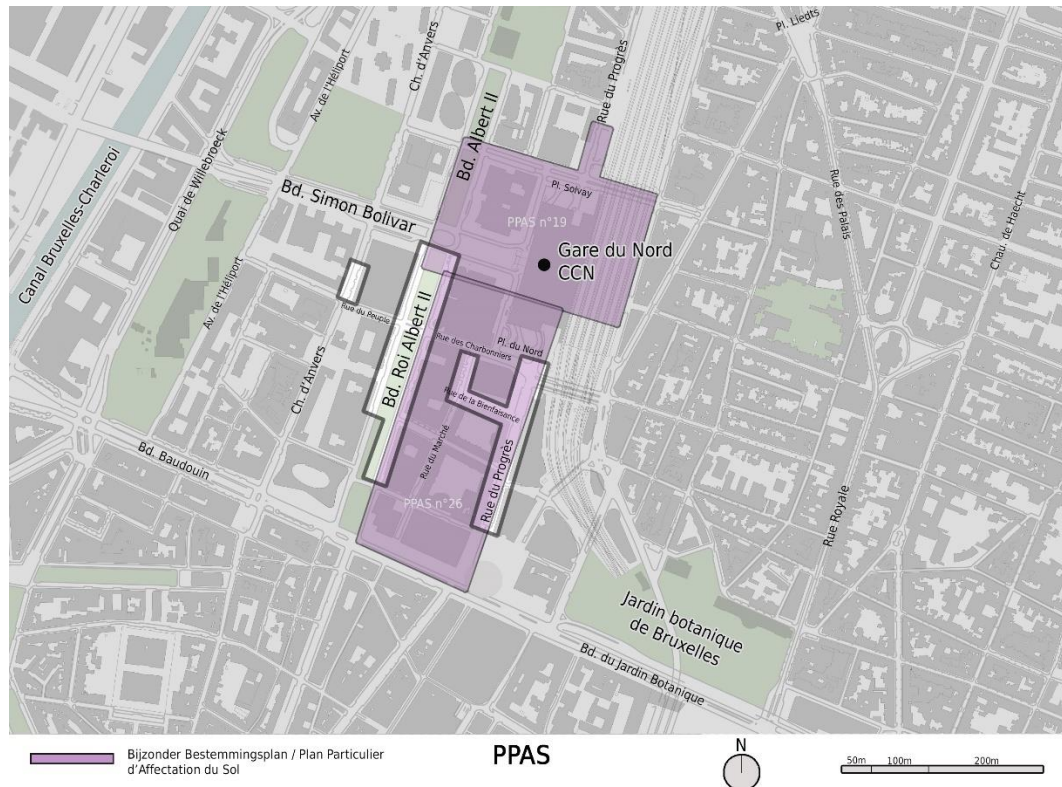 Pl. Liedts
Ch. d'Anvers
Rue du Progrès
Av. de l'Héliport
Bd. Albert II
Canal Bruxelles-Charleroi
Quai de Willebroeck
Bd. Simon Bolivar
Pl. Solvay
Rue des Palais
Chau. de Haecht
PPAS n°19
Gare du Nord
CCN
Av. de l'Héliport
Rue du Peuple
Bd. Roi Albert II
Pl. du Nord
Rue des Charbonniers
Ch. d'Anvers
Rue de la Brenfaisance
Bd. Baudouin
Rue du Marché
Rue du Progrès
PPAS n°26
Rue Royale
Jardin botanique
de Bruxelles
Bd. du Jardin Botanique
Bijzonder Bestemmingsplan / Plan Particulier
d'Affectation du Sol
PPAS
N
50m 100m 200m